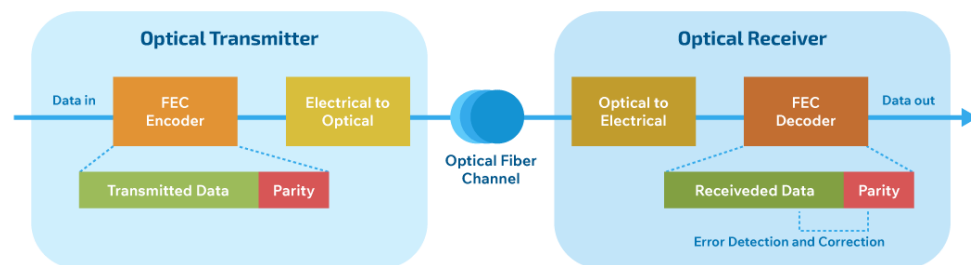 Optical Transmitter
Optical Receiver
Data in
FEC
Encoder
Electrical to
Optical
Optical Fiber
Channel
Optical to
Electrical
FEC
Decoder
Data out
Transmitted Data
Parity
Receiveded Data
Parity
Error Detection and Correction